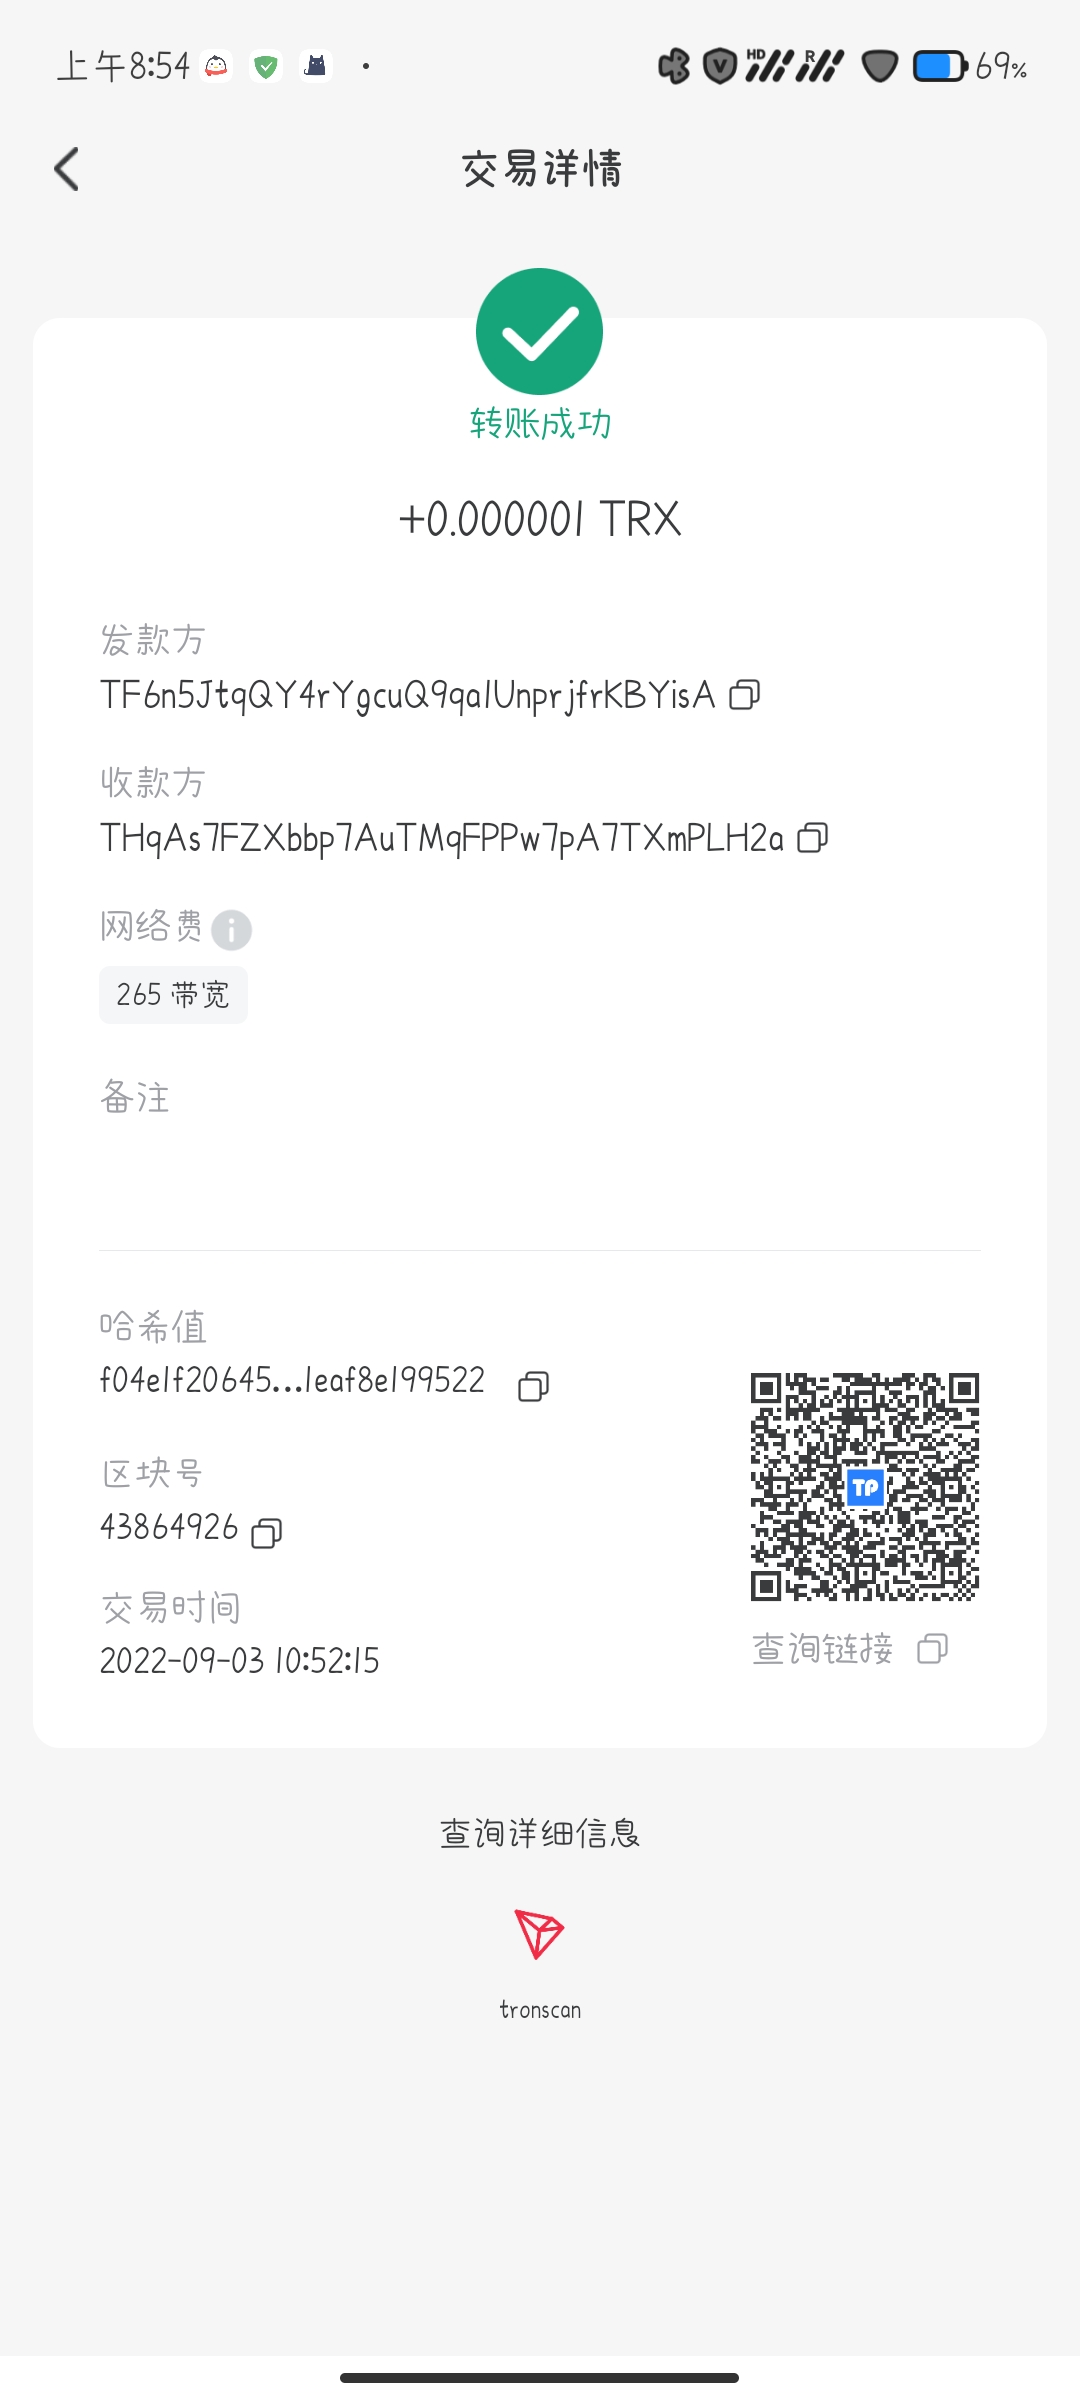 上午8:54
HD R 69%
交易详情
转账成功
+0.000001 TRX
发款方
TF6n5JtqQY4rYgcuQ9qa1UnprjfrKBYisA
收款方
THqAs7FZXbbp7AuTMqFPPw7pA7TXmPLH2a
网络费
265 带宽
备注
哈希值
f04e1f20645...1eaf8e199522
区块号
43864926
交易时间
2022-09-03 10:52:15
TP
查询链接
查询详细信息
tronscan